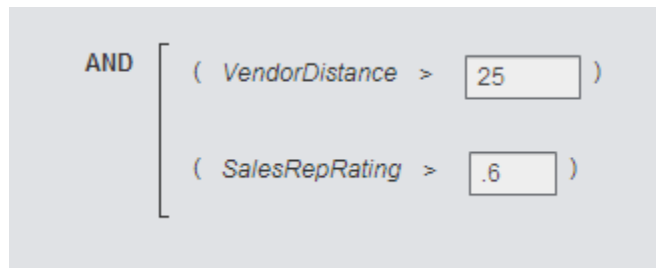 AND ( VendorDistance > 25 )
( SalesRepRating > .6 )